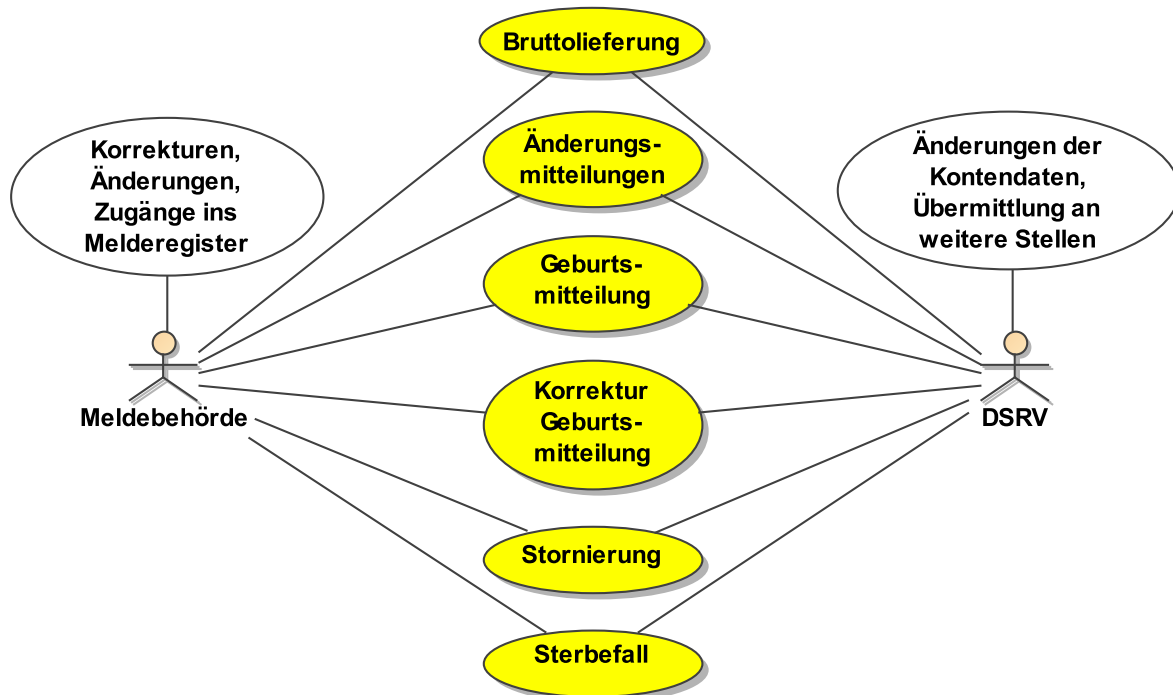 Bruttolieferung
Korrekturen,
Änderungen,
Zugänge ins
Melderegister
Änderungs-
mitteilungen
Änderungen der
Kontendaten,
Übermittlung an
weitere Stellen
Geburts-
mitteilung
Meldebehörde
Korrektur
Geburts-
mitteilung
DSRV
Stornierung
Sterbefall